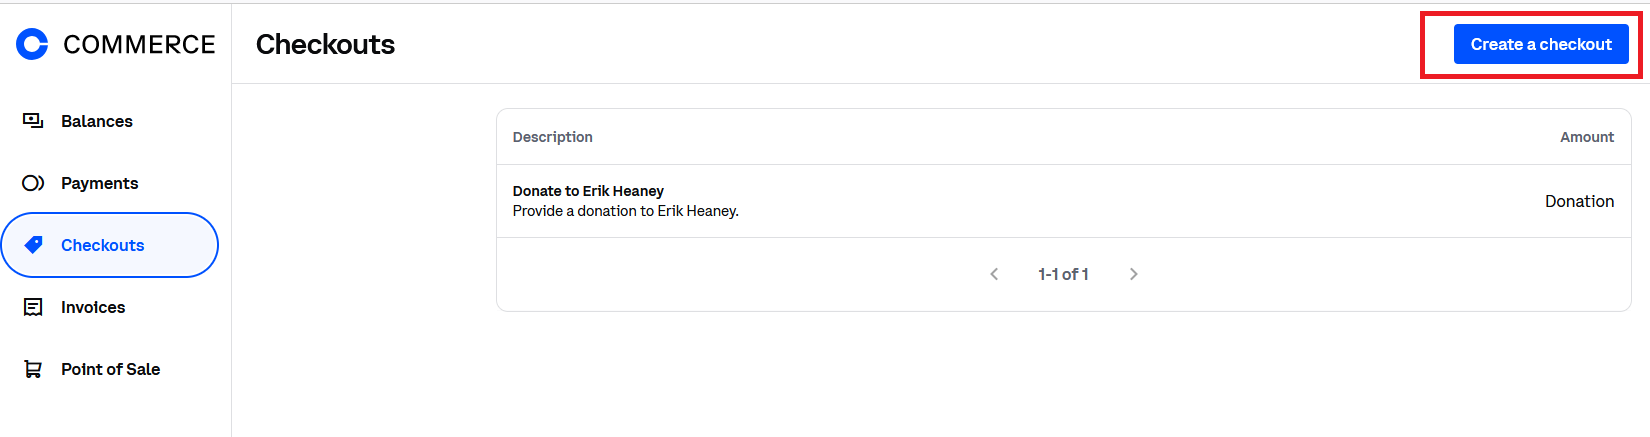 COMMERCE
Checkouts
Create a checkout
Balances
Payments
Checkouts
Invoices
Point of Sale
Description
Amount
Donate to Erik Heaney
Provide a donation to Erik Heaney.
Donation
1-1 of 1